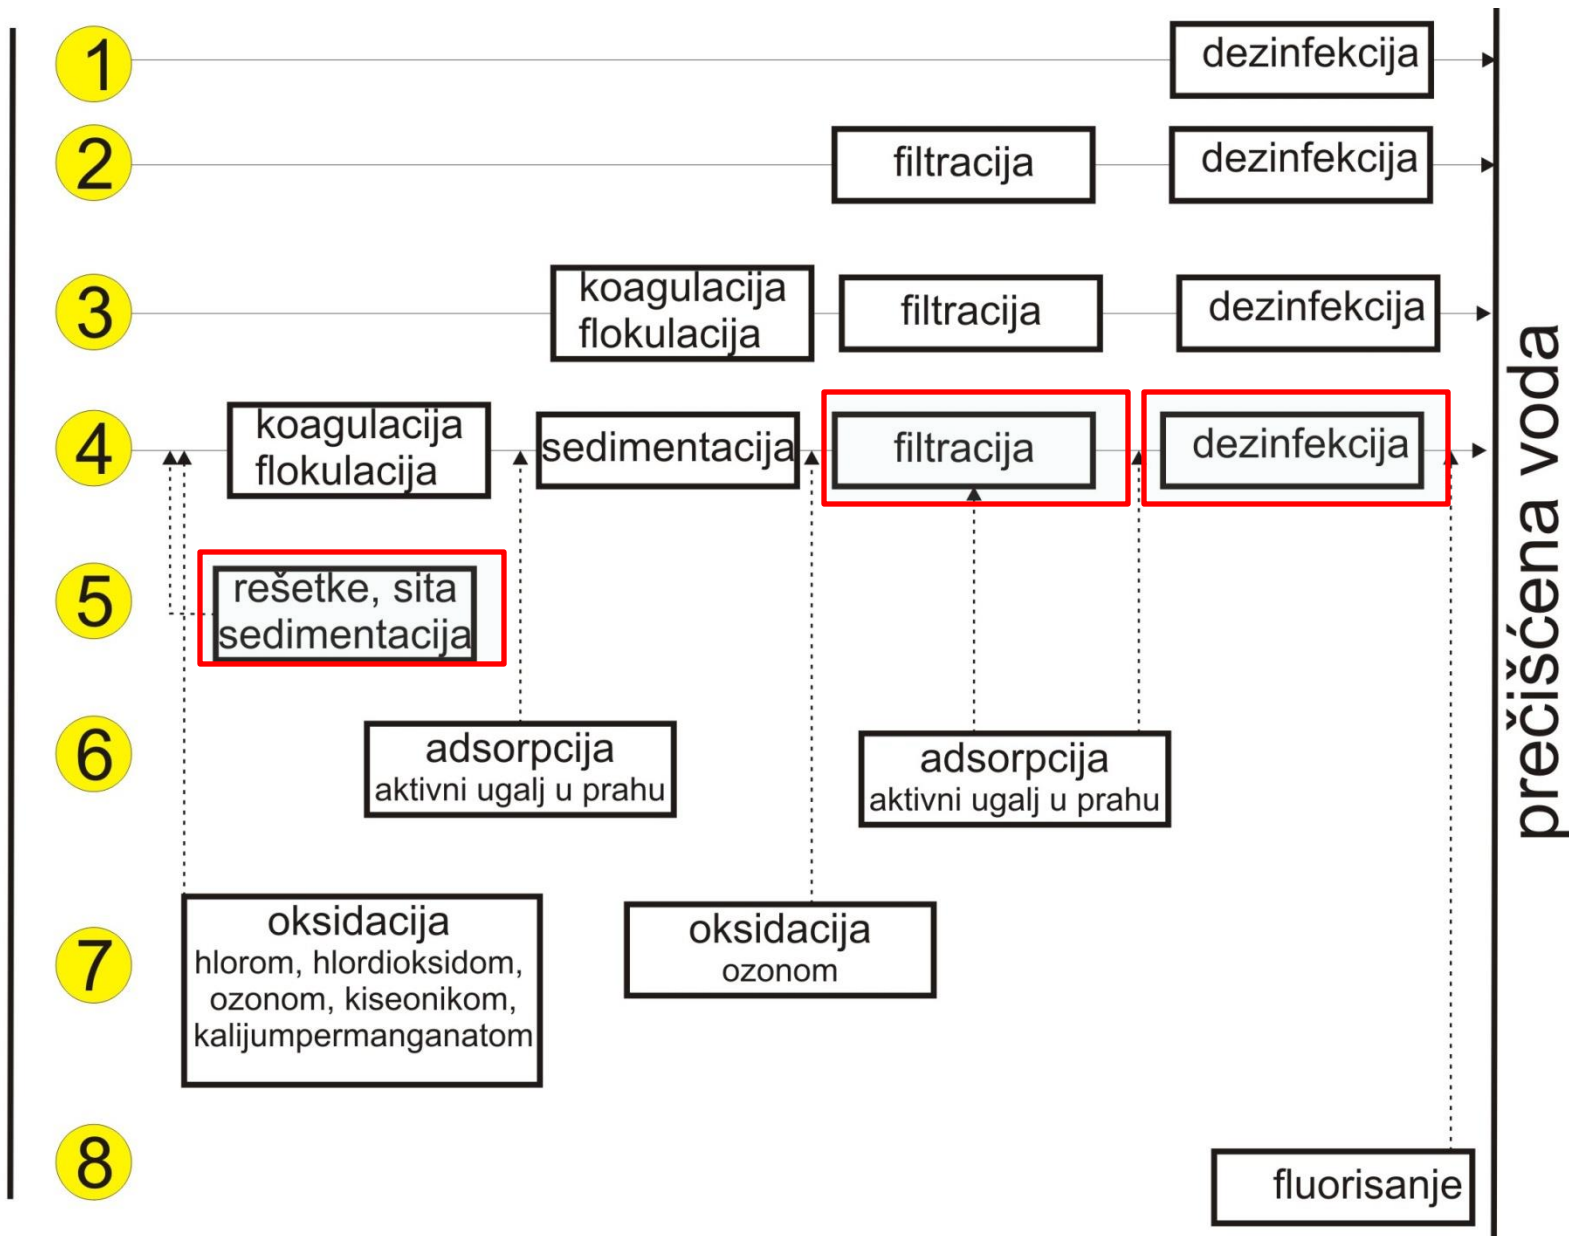 1
dezinfekcija
2
filtracija
dezinfekcija
3
koagulacija
flokulacija
filtracija
dezinfekcija
4
koagulacija
flokulacija
sedimentacija
filtracija
dezinfekcija
5
rešetke, sita
sedimentacija
6
adsorpcija
aktivni ugalj u prahu
adsorpcija
aktivni ugalj u prahu
7
oksidacija
hlorom, hlordioksidom,
ozonom, kiseonikom,
kalijumpermanganatom
oksidacija
ozonom
8
fluorisanje
prečišćena voda